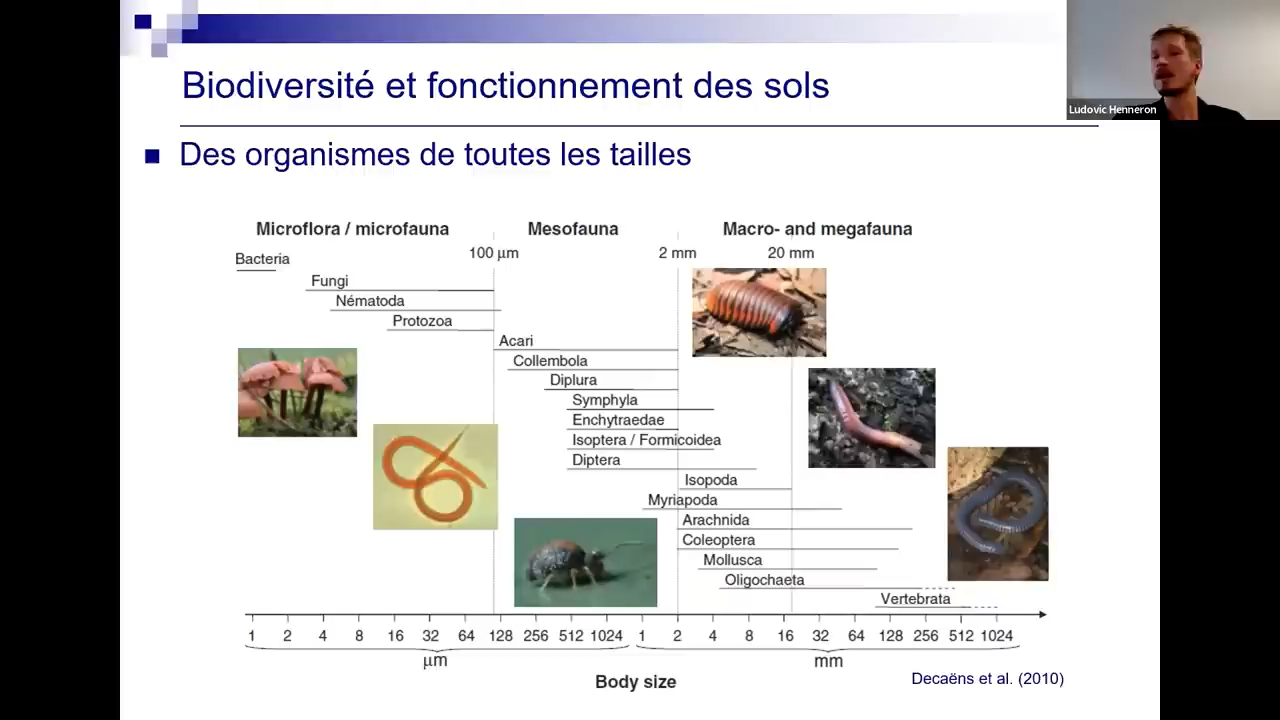 Biodiversité et fonctionnement des sols
Ludovic Henneron
Des organismes de toutes les tailles
Microflora / microfauna Mesofauna Macro- and megafauna
100 µm 2 mm 20 mm
Bacteria
Fungi
Nématoda
Protozoa
Acari
Collembola
Diplura
Symphyla
Enchytraedae
Isoptera / Formicoidea
Diptera
Isopoda
Myriapoda
Arachnida
Coleoptera
Mollusca
Oligochaeta
Vertebrata
1 2 4 8 16 32 64 128 256 512 1024 1 2 4 8 16 32 64 128 256 512 1024
µm mm
Body size
Decaëns et al. (2010)